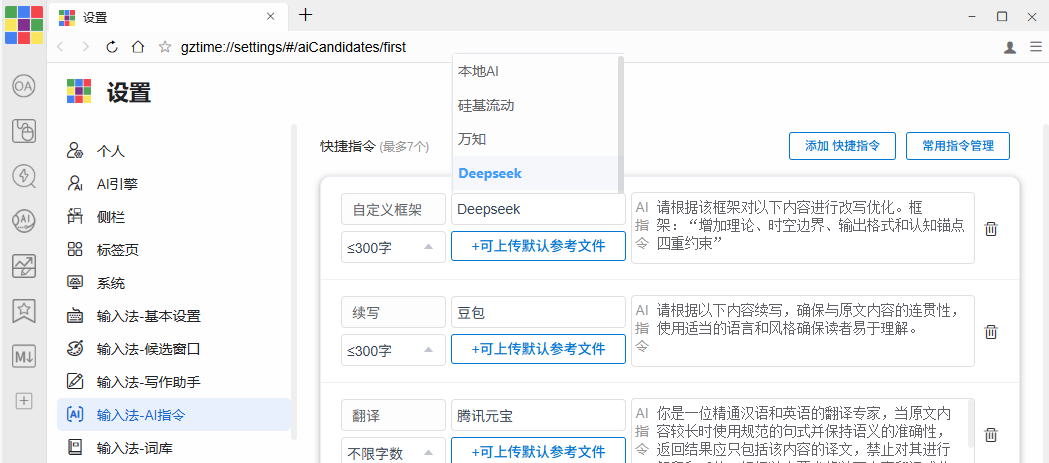 设置
gztime://settings/#/aiCandidates/first
OA
AI
M↓
设置
个人
AI引擎
侧栏
标签页
系统
输入法-基本设置
输入法-候选窗口
输入法-写作助手
[AI] 输入法-AI指令
输入法-词库
本地AI
硅基流动
万知
Deepseek
快捷指令 (最多7个)
添加 快捷指令
常用指令管理
自定义框架
Deepseek
≤300字
+可上传默认参考文件
AI指令
请根据该框架对以下内容进行改写优化。框
架：“增加理论、时空边界、输出格式和认知锚点
四重约束”
续写
豆包
≤300字
+可上传默认参考文件
AI指令
请根据以下内容续写，确保与原文内容的连贯性，
使用适当的语言和风格确保读者易于理解。
翻译
腾讯元宝
不限字数
+可上传默认参考文件
AI指令
你是一位精通汉语和英语的翻译专家，当原文内
容较长时使用规范的句式并保持语义的准确性，
返回结果应只包括该内容的译文，禁止对其进行